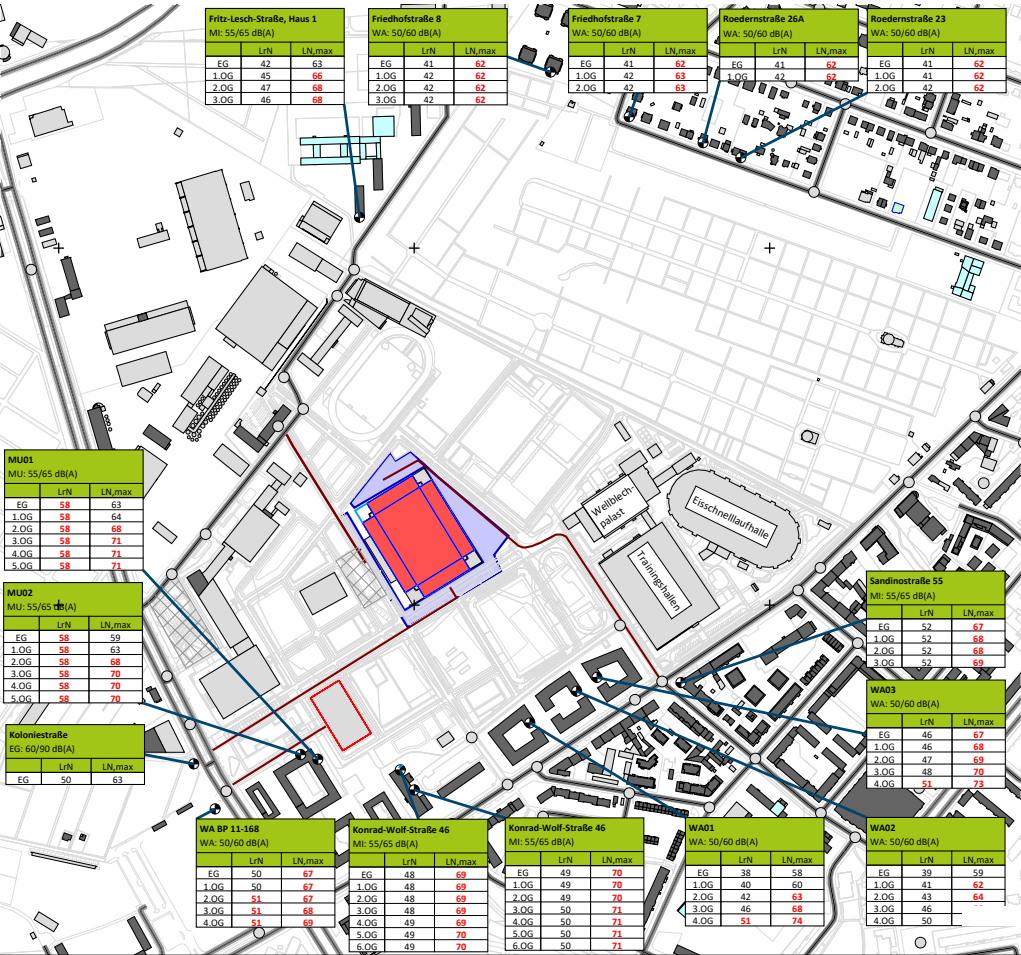 Fritz-Lesch-Straße, Haus 1
MI: 55/65 dB(A)
LrN LN,max
EG 42 63
1.OG 45 66
2.OG 47 68
3.OG 46 68
Friedhofstraße 8
WA: 50/60 dB(A)
LrN LN,max
EG 41 62
1.OG 42 62
2.OG 42 62
3.OG 42 62
Friedhofstraße 7
WA: 50/60 dB(A)
LrN LN,max
EG 41 62
1.OG 42 63
2.OG 42 63
Roedernstraße 26A
WA: 50/60 dB(A)
LrN LN,max
EG 41 62
1.OG 42 62
Roedernstraße 23
WA: 50/60 dB(A)
LrN LN,max
EG 41 62
1.OG 41 62
2.OG 42 62
MU01
MU: 55/65 dB(A)
LrN LN,max
EG 58 63
1.OG 58 64
2.OG 58 68
3.OG 58 71
4.OG 58 71
5.OG 58 71
Wellblech-
palast
Eisschnellaufhalle
Trainingshallen
MU02
MU: 55/65 dB(A)
LrN LN,max
EG 58 59
1.OG 58 63
2.OG 58 68
3.OG 58 70
4.OG 58 70
5.OG 58 70
Sandinostraße 55
MI: 55/65 dB(A)
LrN LN,max
EG 52 67
1.OG 52 68
2.OG 52 68
3.OG 52 69
WA03
WA: 50/60 dB(A)
LrN LN,max
EG 46 67
1.OG 46 68
2.OG 47 69
3.OG 48 70
4.OG 51 73
Koloniestraße
EG: 60/90 dB(A)
LrN LN,max
EG 50 63
WA BP 11-168
WA: 50/60 dB(A)
LrN LN,max
EG 50 67
1.OG 50 67
2.OG 51 67
3.OG 51 68
4.OG 51 69
Konrad-Wolf-Straße 46
MI: 55/65 dB(A)
LrN LN,max
EG 48 69
1.OG 48 69
2.OG 48 69
3.OG 48 69
4.OG 49 69
5.OG 49 70
6.OG 49 70
Konrad-Wolf-Straße 46
MI: 55/65 dB(A)
LrN LN,max
EG 49 70
1.OG 49 70
2.OG 49 70
3.OG 50 71
4.OG 50 71
5.OG 50 71
6.OG 50 71
WA01
WA: 50/60 dB(A)
LrN LN,max
EG 38 58
1.OG 40 60
2.OG 42 63
3.OG 46 68
4.OG 51 74
WA02
WA: 50/60 dB(A)
LrN LN,max
EG 39 59
1.OG 41 62
2.OG 43 64
3.OG 46
4.OG 50